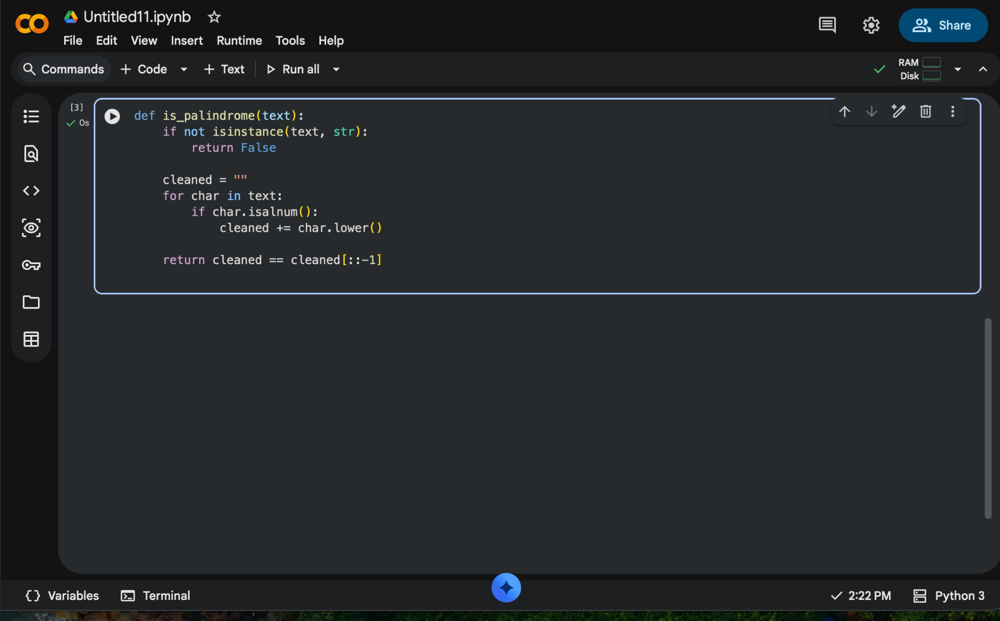 Untitled11.ipynb
File Edit View Insert Runtime Tools Help
Share
Commands + Code + Text Run all
RAM
Disk
[3]
0s
def is_palindrome(text):
    if not isinstance(text, str):
        return False

    cleaned = ""
    for char in text:
        if char.isalnum():
            cleaned += char.lower()

    return cleaned == cleaned[::-1]
Variables Terminal
2:22 PM Python 3